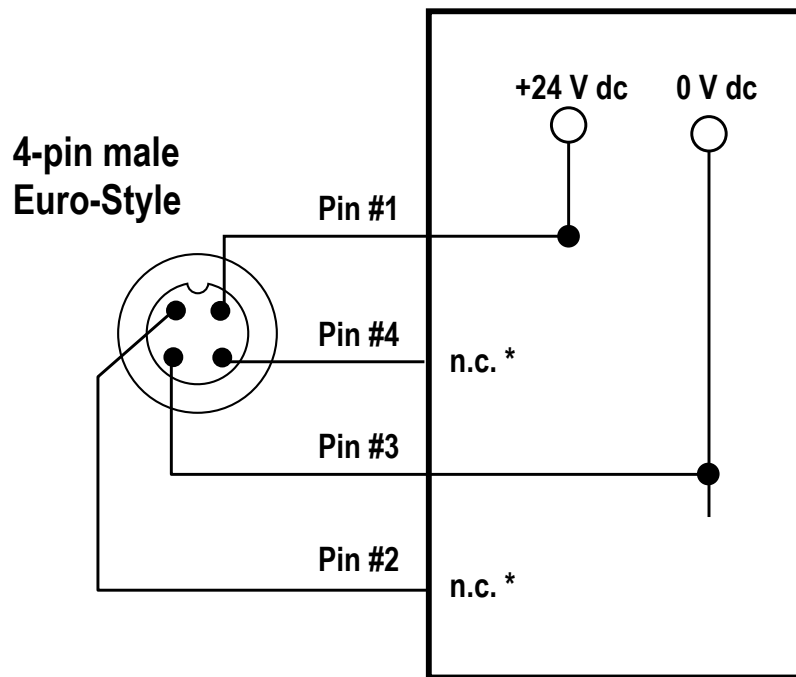 +24 V dc
0 V dc
4-pin male
Euro-Style
Pin #1
Pin #4
n.c. *
Pin #3
Pin #2
n.c. *